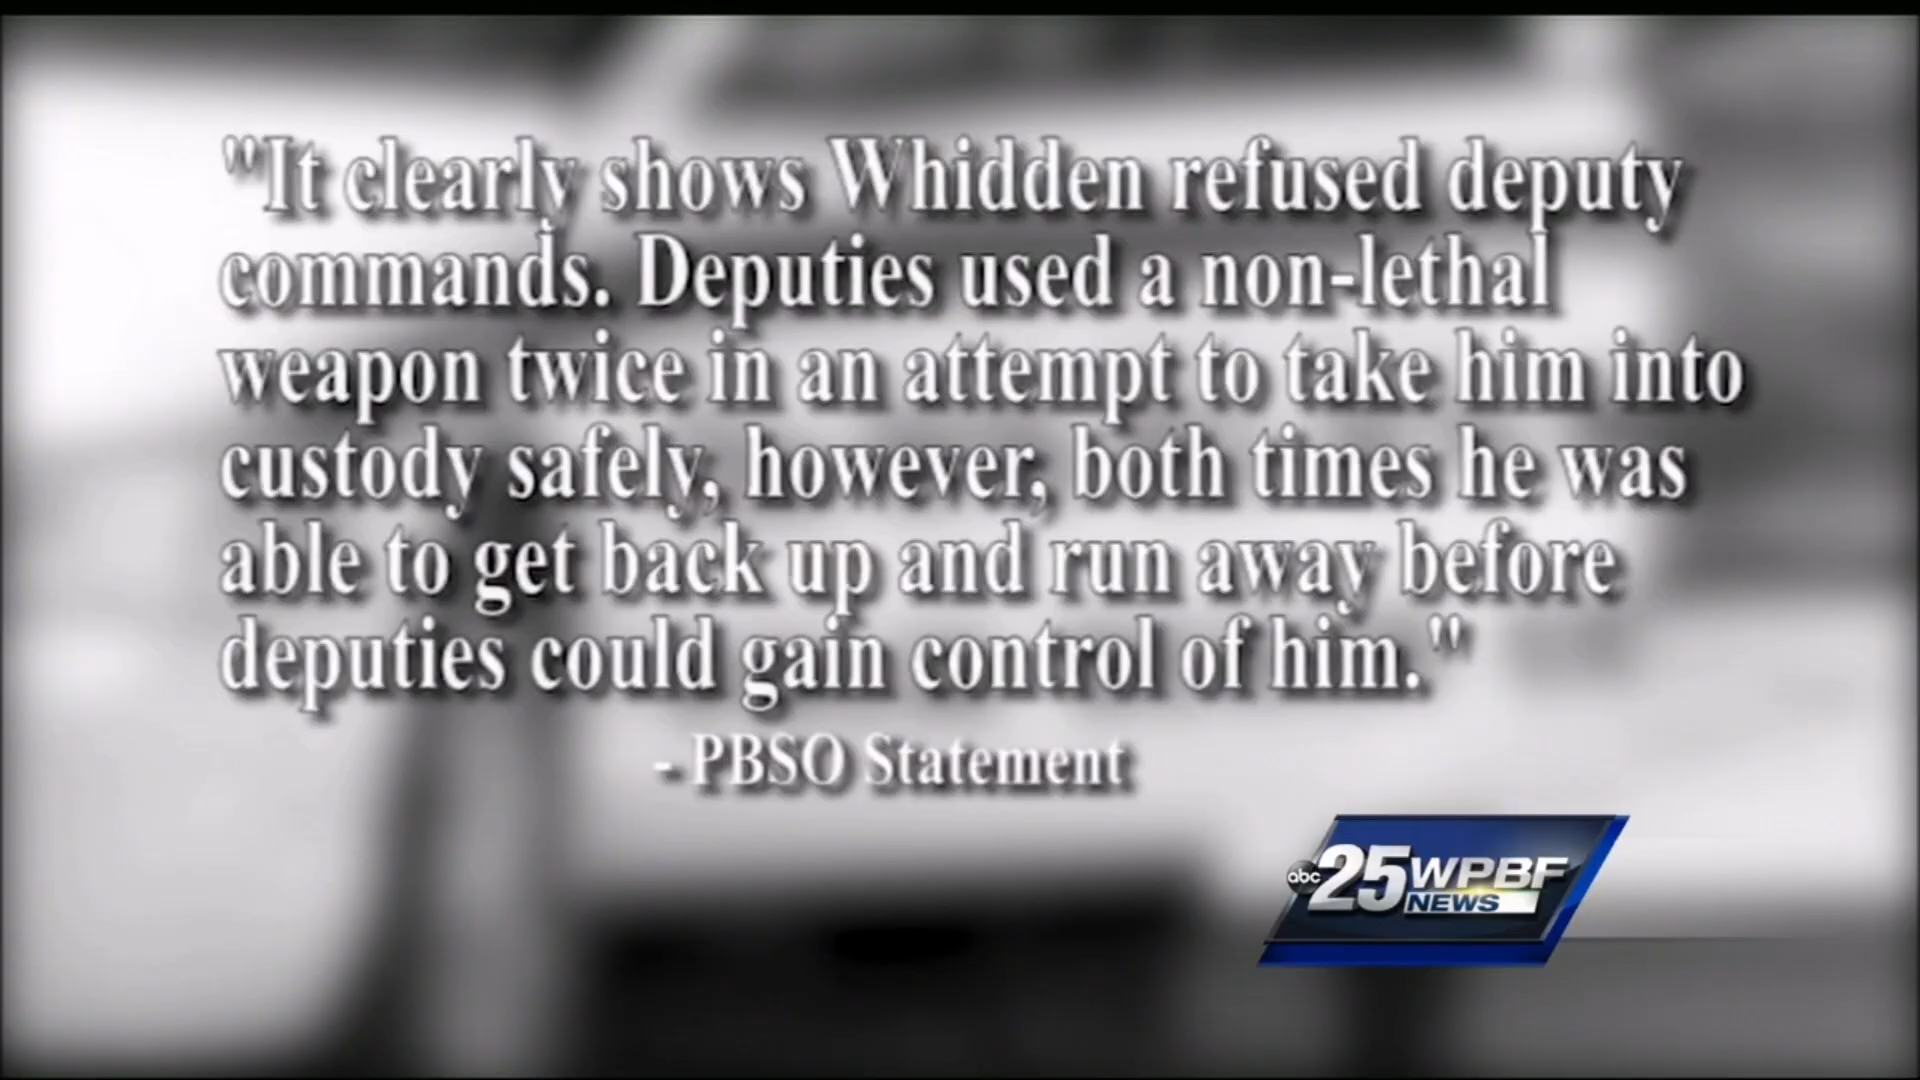 "It clearly shows Whidden refused deputy
commands. Deputies used a non-lethal
weapon twice in an attempt to take him into
custody safely, however, both times he was
able to get back up and run away before
deputies could gain control of him."
- PBSO Statement
abc 25 WPBF
NEWS